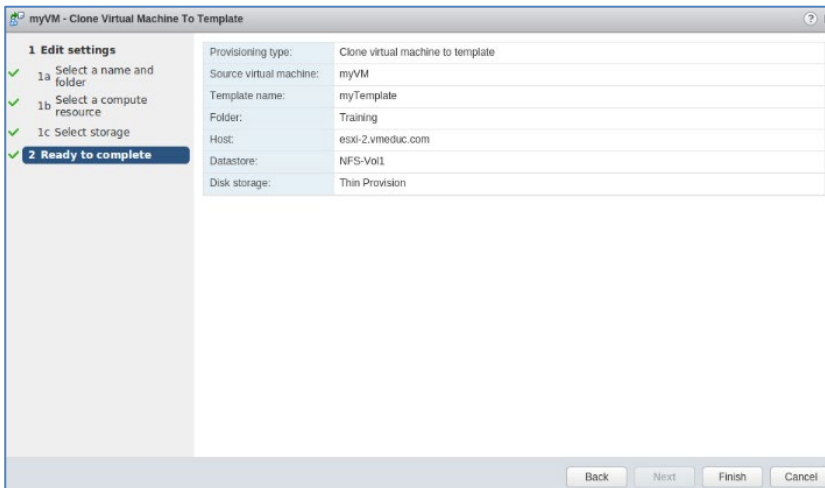 myVM - Clone Virtual Machine To Template
?
1 Edit settings
1a Select a name and
folder
1b Select a compute
resource
1c Select storage
2 Ready to complete
Provisioning type: Clone virtual machine to template
Source virtual machine: myVM
Template name: myTemplate
Folder: Training
Host: esxi-2.vmeduc.com
Datastore: NFS-Vol1
Disk storage: Thin Provision
Back Next Finish Cancel